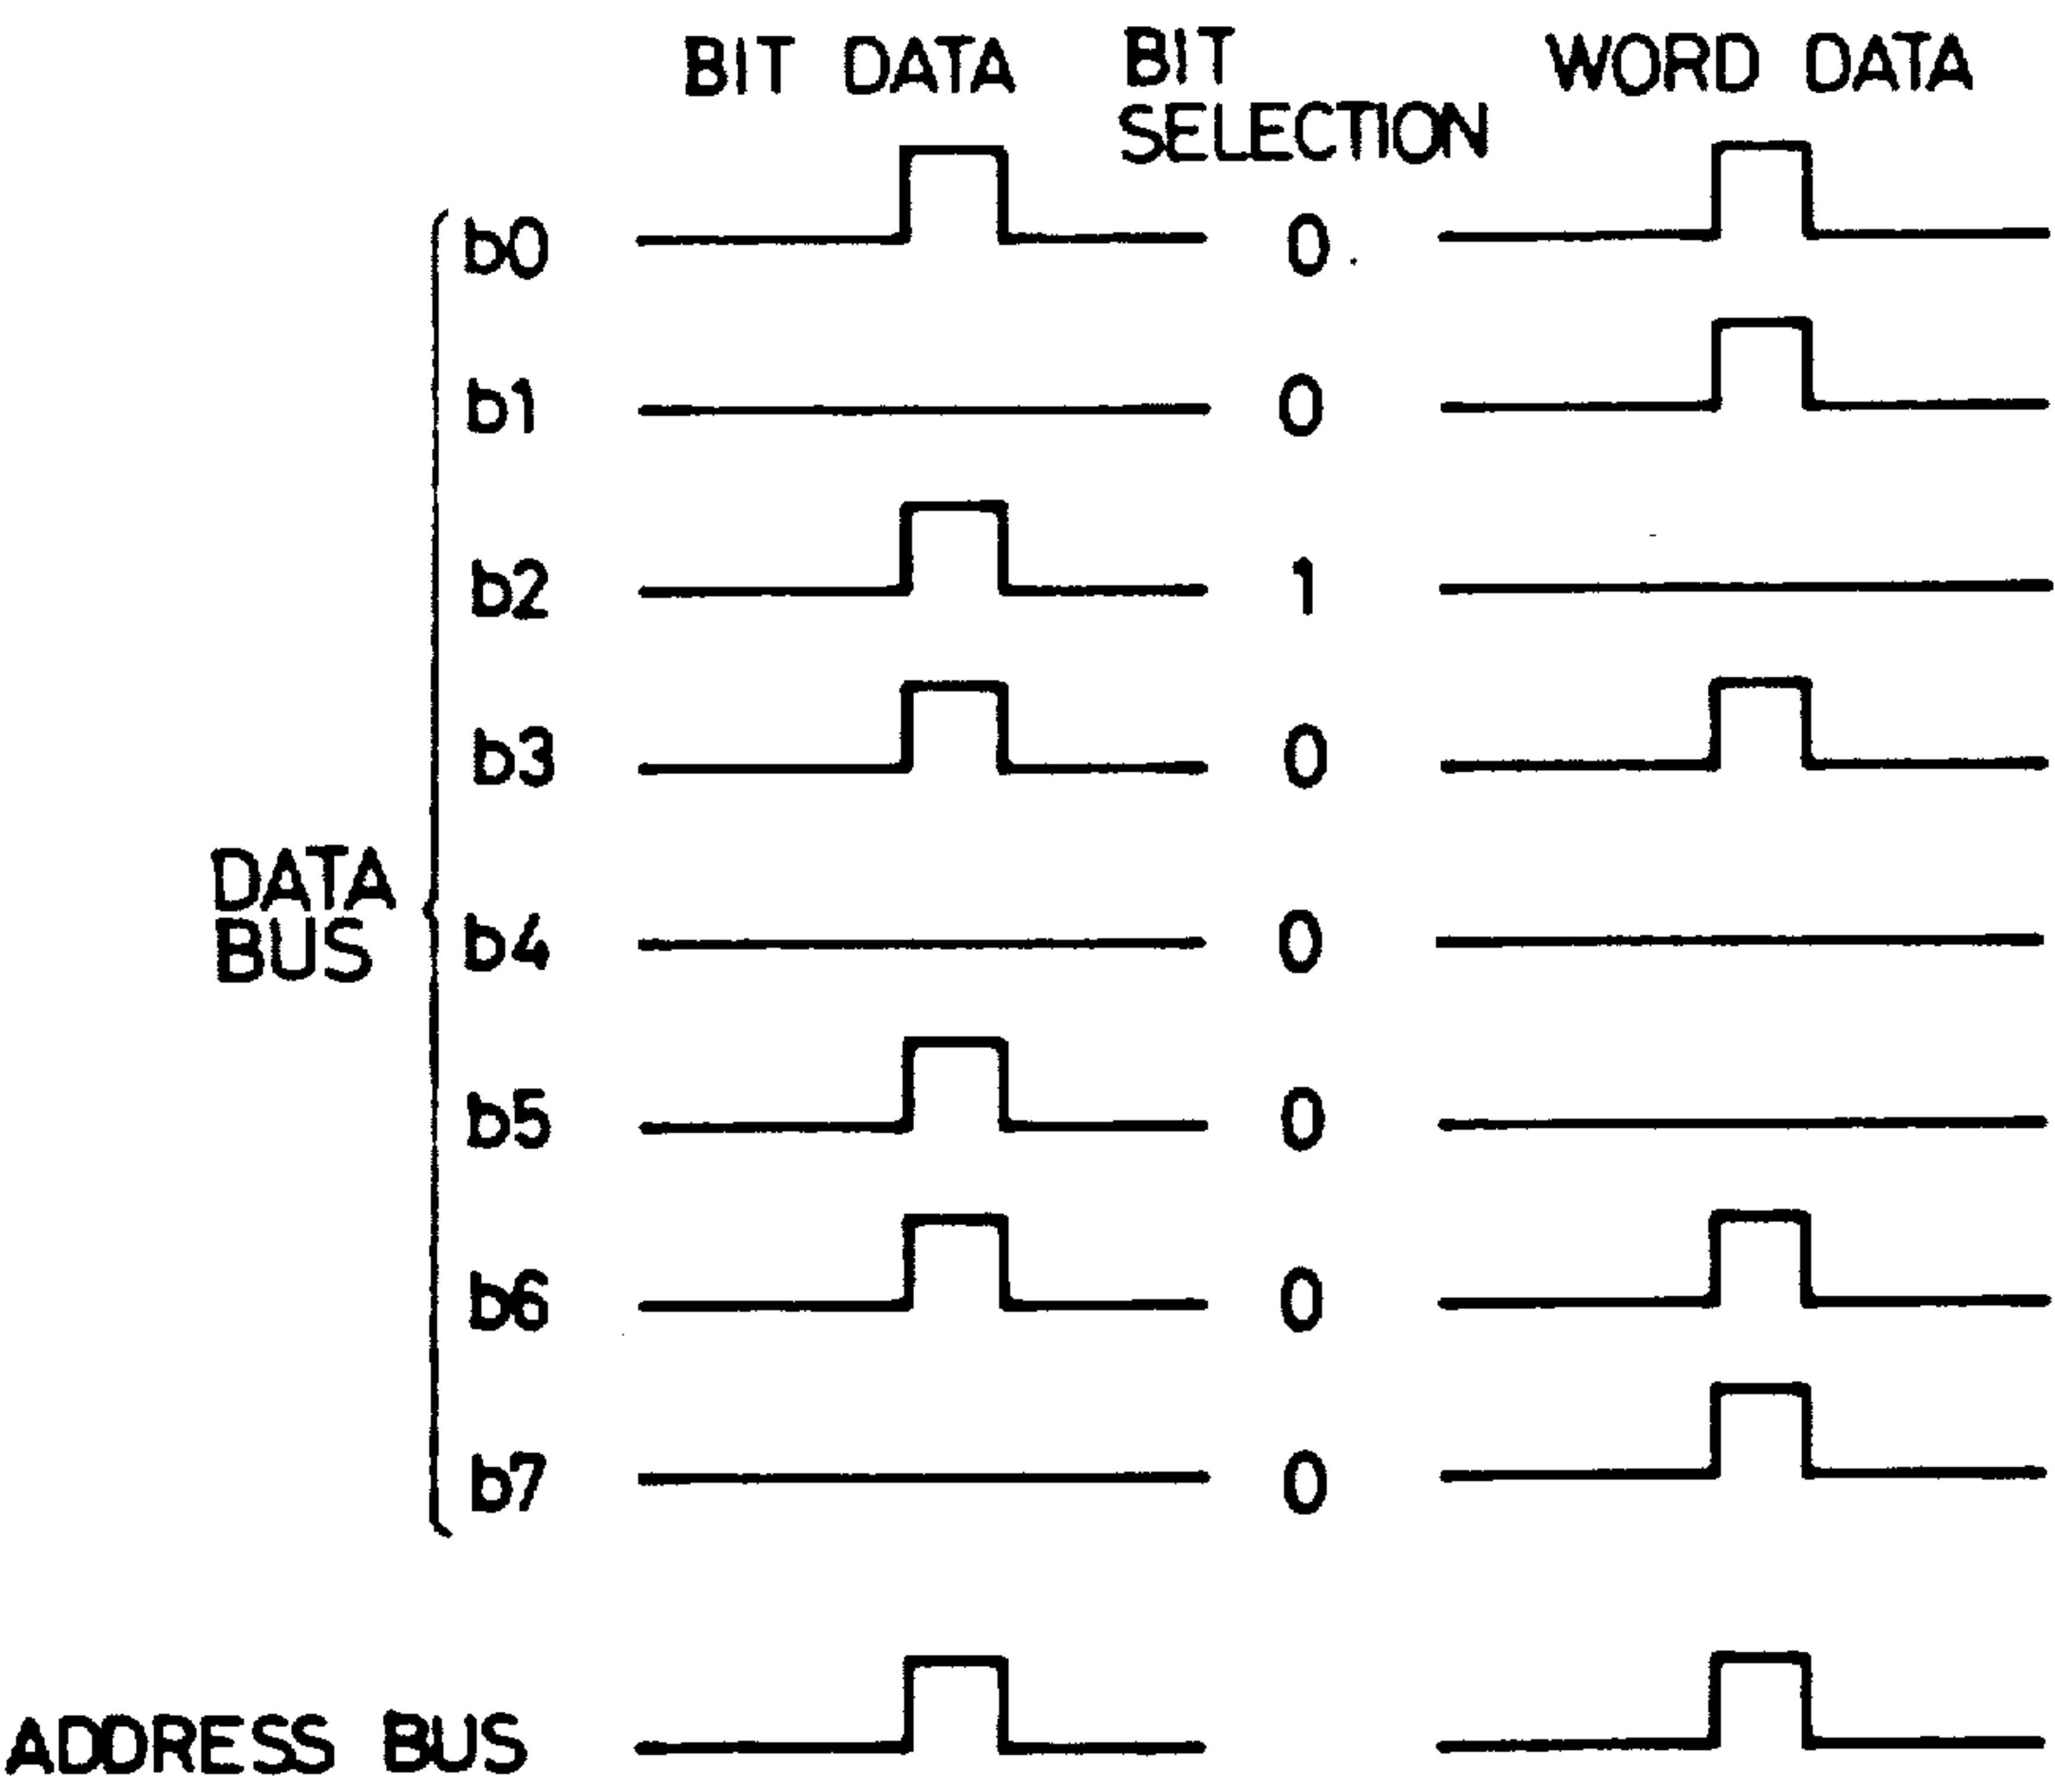 BIT DATA BIT SELECTION WORD DATA
b0 0
b1 0
b2 1
b3 0
DATA BUS
b4 0
b5 0
b6 0
b7 0
ADDRESS BUS